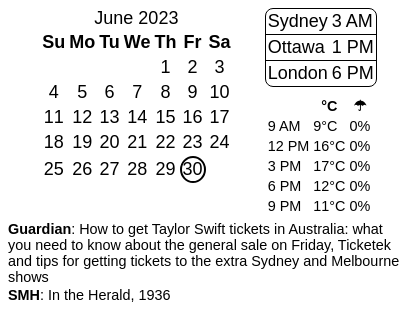 June 2023
Su Mo Tu We Th Fr Sa
1 2 3
4 5 6 7 8 9 10
11 12 13 14 15 16 17
18 19 20 21 22 23 24
25 26 27 28 29 30
Sydney 3 AM
Ottawa 1 PM
London 6 PM
°C ☂
9 AM 9°C 0%
12 PM 16°C 0%
3 PM 17°C 0%
6 PM 12°C 0%
9 PM 11°C 0%
Guardian: How to get Taylor Swift tickets in Australia: what
you need to know about the general sale on Friday, Ticketek
and tips for getting tickets to the extra Sydney and Melbourne
shows
SMH: In the Herald, 1936